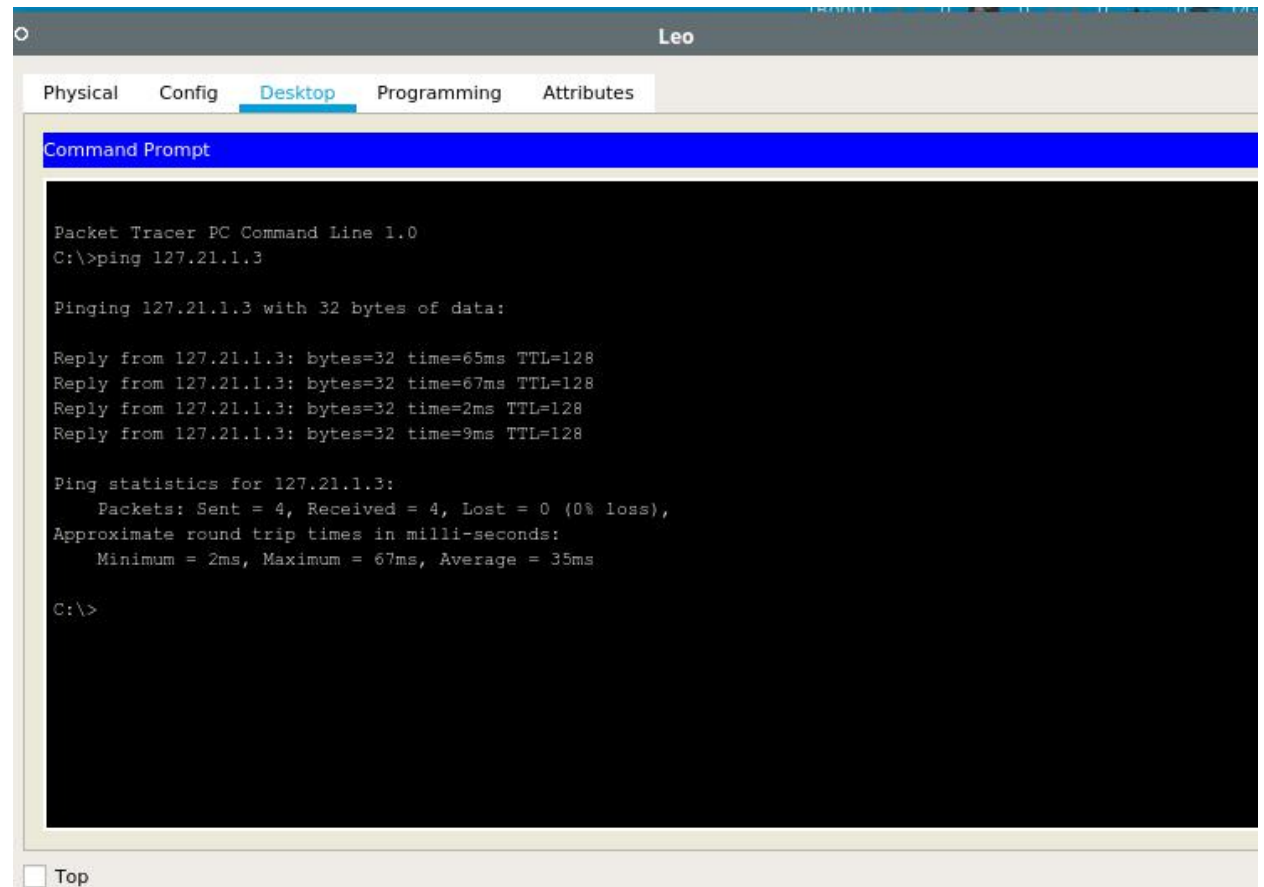 Leo
Physical Config Desktop Programming Attributes
Command Prompt
Packet Tracer PC Command Line 1.0
C:\>ping 127.21.1.3
Pinging 127.21.1.3 with 32 bytes of data:
Reply from 127.21.1.3: bytes=32 time=65ms TTL=128
Reply from 127.21.1.3: bytes=32 time=67ms TTL=128
Reply from 127.21.1.3: bytes=32 time=2ms TTL=128
Reply from 127.21.1.3: bytes=32 time=9ms TTL=128
Ping statistics for 127.21.1.3:
Packets: Sent = 4, Received = 4, Lost = 0 (0% loss),
Approximate round trip times in milli-seconds:
Minimum = 2ms, Maximum = 67ms, Average = 35ms
C:\>
Top